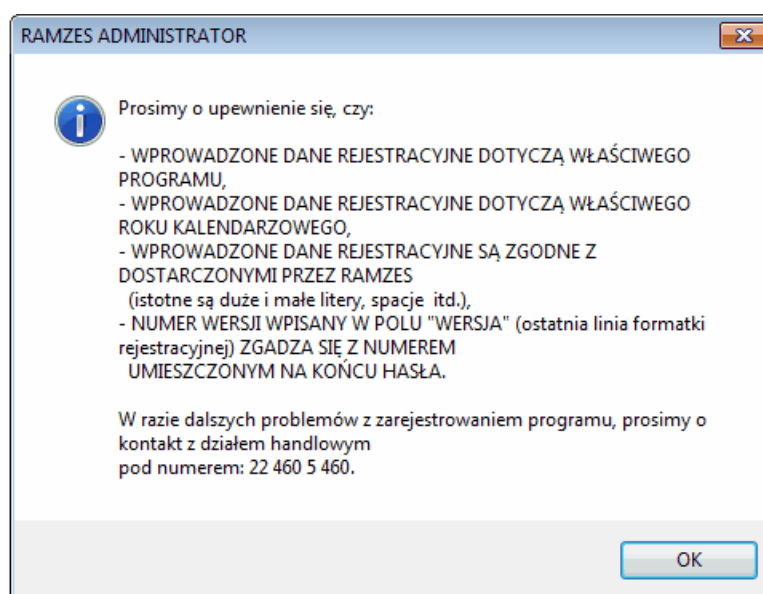 RAMZES ADMINISTRATOR
Prosimy o upewnienie się, czy:
- WPROWADZONE DANE REJESTRACYJNE DOTYCZĄ WŁAŚCIWEGO
PROGRAMU,
- WPROWADZONE DANE REJESTRACYJNE DOTYCZĄ WŁAŚCIWEGO
ROKU KALENDARZOWEGO,
- WPROWADZONE DANE REJESTRACYJNE SĄ ZGODNE Z
DOSTARCZONYMI PRZEZ RAMZES
(istotne są duże i małe litery, spacje  itd.),
- NUMER WERSJI WPISANY W POLU "WERSJA" (ostatnia linia formatki
rejestracyjnej) ZGADZA SIĘ Z NUMEREM
UMIESZCZONYM NA KOŃCU HASŁA.
W razie dalszych problemów z zarejestrowaniem programu, prosimy o
kontakt z działem handlowym
pod numerem: 22 460 5 460.
OK